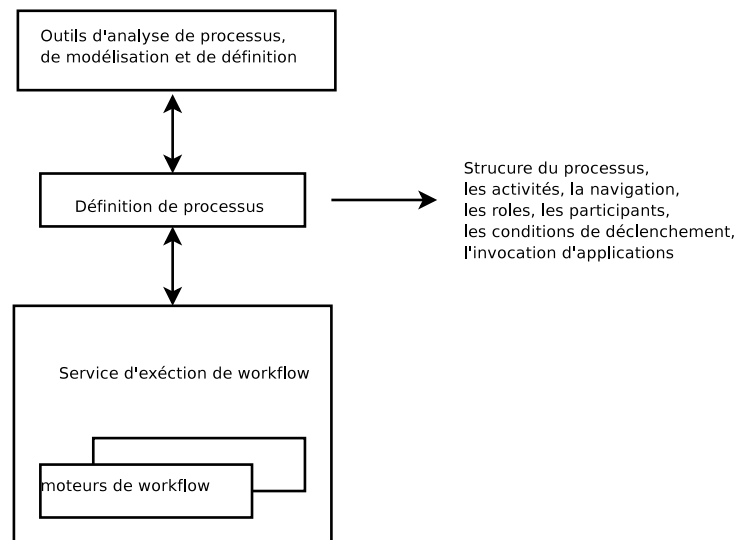 Outils d'analyse de processus,
de modélisation et de définition
Définition de processus
Strucure du processus,
les activités, la navigation,
les roles, les participants,
les conditions de déclenchement,
l'invocation d'applications
Service d'exéction de workflow
moteurs de workflow